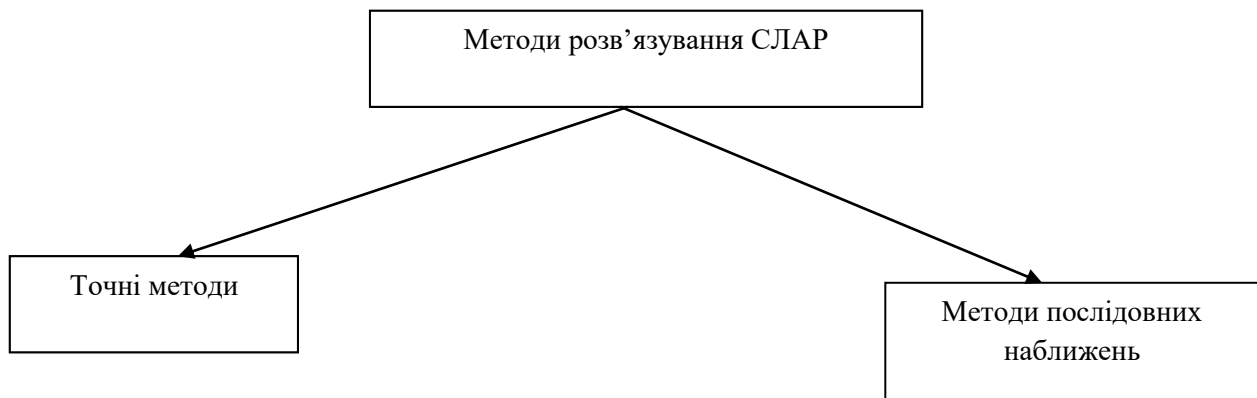 Методи розв’язування СЛАР
Точні методи
Методи послідовних
наближень